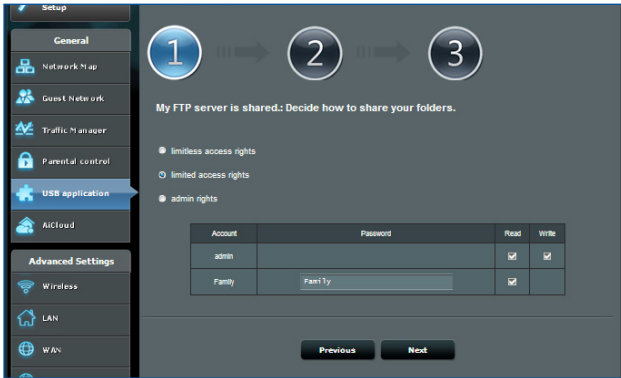 Setup
General
Network Map
Guest Network
Traffic Manager
Parental control
USB application
AiCloud
Advanced Settings
Wireless
LAN
WAN
1 2 3
My FTP server is shared.: Decide how to share your folders.
limitless access rights
limited access rights
admin rights
Account Password Read Write
admin
Family Family
Previous Next